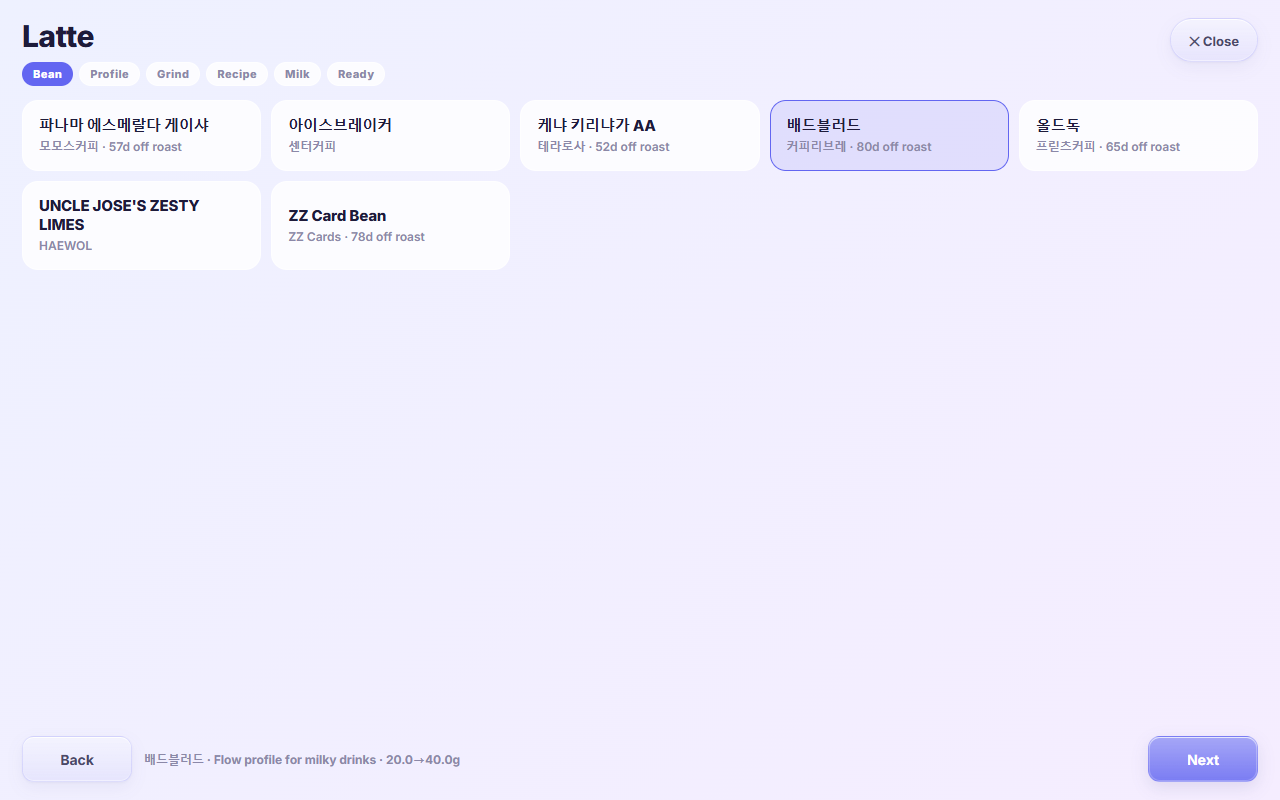 Latte
× Close
Bean
Profile
Grind
Recipe
Milk
Ready
파나마 에스메랄다 게이샤
모모스커피 · 57d off roast
아이스브레이커
센터커피
케냐 키리냐가 AA
테라로사 · 52d off roast
배드블러드
커피리브레 · 80d off roast
올드독
프릳츠커피 · 65d off roast
UNCLE JOSE'S ZESTY
LIMES
HAEWOL
ZZ Card Bean
ZZ Cards · 78d off roast
Back
배드블러드 · Flow profile for milky drinks · 20.0→40.0g
Next